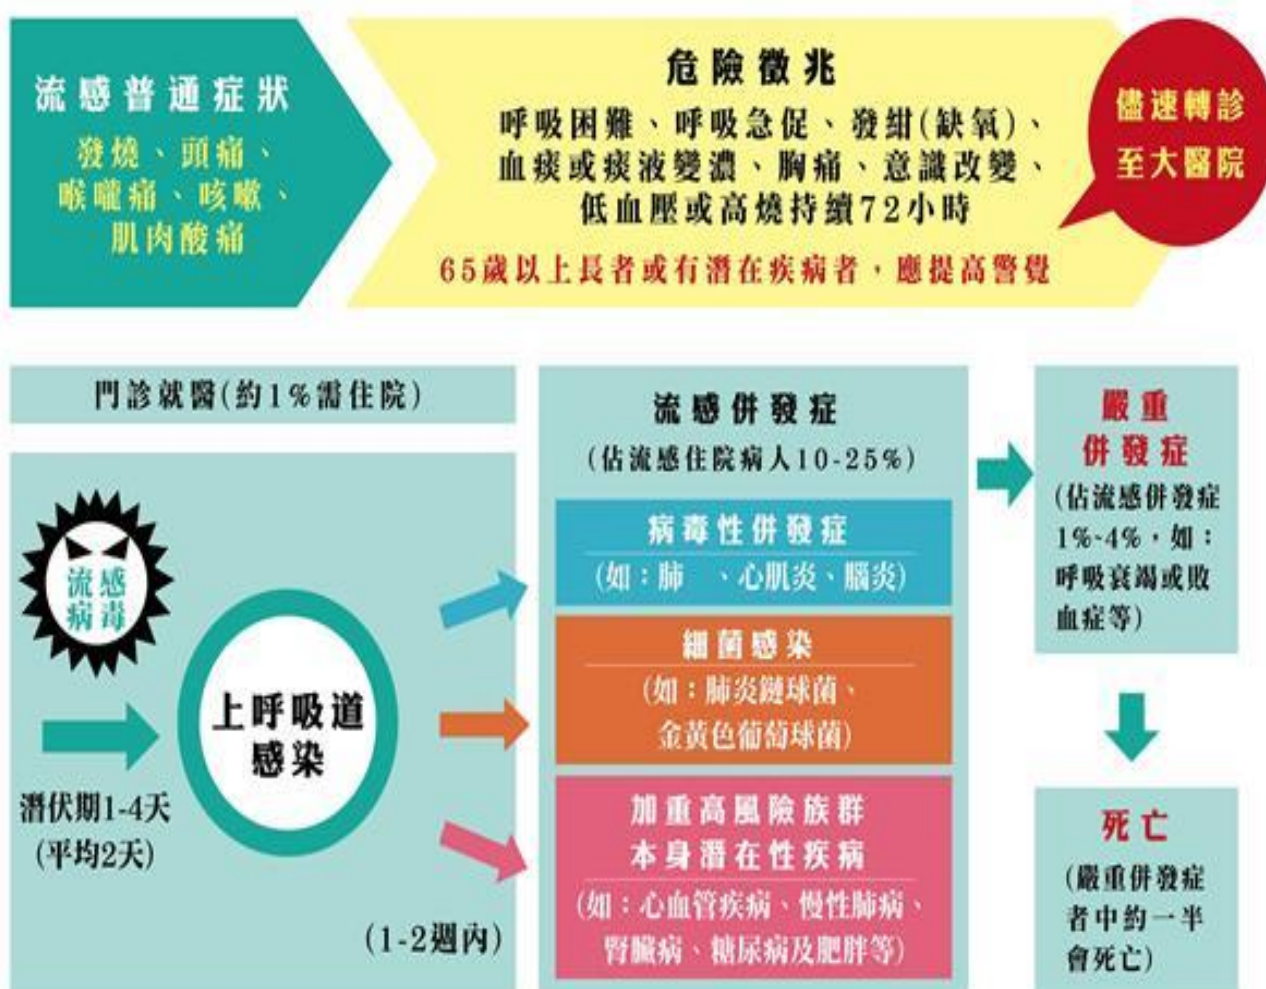 流感普通症狀
發燒、頭痛、
喉嚨痛、咳嗽、
肌肉酸痛
危險徵兆
呼吸困難、呼吸急促、發紺(缺氧)、
血痰或痰液變濃、胸痛、意識改變、
低血壓或高燒持續72小時
65歲以上長者或有潛在疾病者，應提高警覺
儘速轉診
至大醫院
門診就醫(約1%需住院)
流感
病毒
上呼吸道
感染
潛伏期1-4天
(平均2天)
(1-2週內)
流感併發症
(佔流感住院病人10-25%)
病毒性併發症
(如：肺 、心肌炎、腦炎)
細菌感染
(如：肺炎鏈球菌、
金黃色葡萄球菌)
加重高風險族群
本身潛在性疾病
(如：心血管疾病、慢性肺病、
腎臟病、糖尿病及肥胖等)
嚴重
併發症
(佔流感併發症
1%-4%，如：
呼吸衰竭或敗
血症等)
死亡
(嚴重併發症
者中約一半
會死亡)